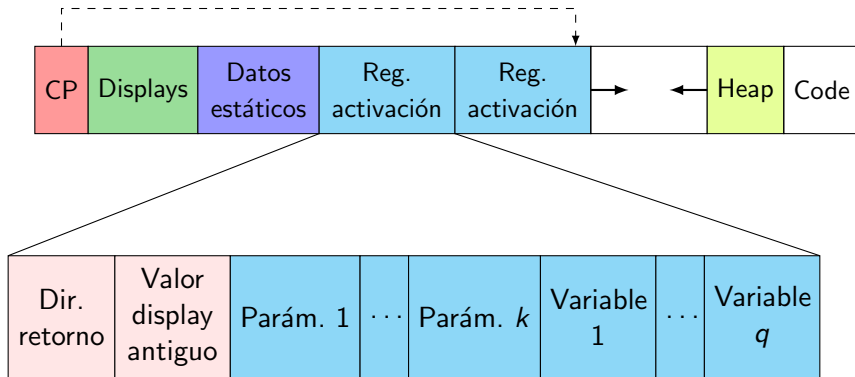 CP
Displays
Datos
estáticos
Reg.
activación
Reg.
activación
Heap
Code
Dir.
retorno
Valor
display
antiguo
Parám. 1
···
Parám. k
Variable
1
···
Variable
q